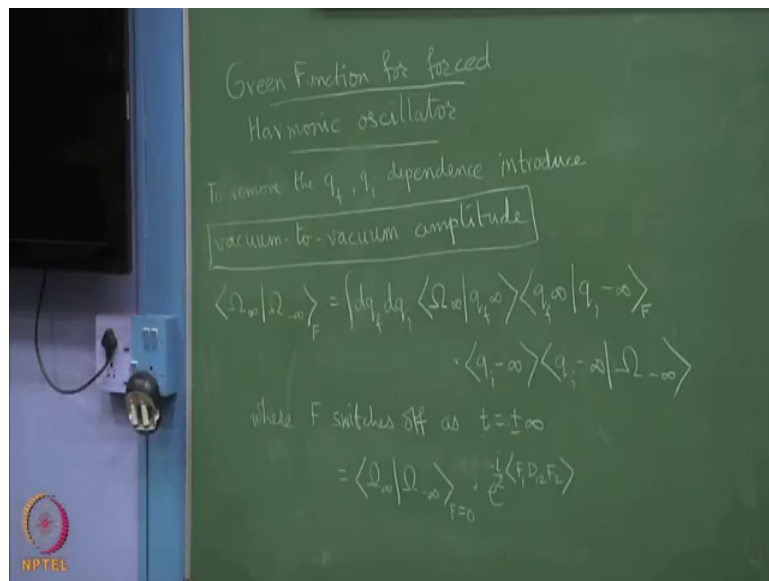 Green Function for forced
Harmonic oscillator
To remove the q_f, q_i dependence introduce
vacuum-to-vacuum amplitude
⟨Ω_∞|Ω_-∞⟩_F = ∫dq_f dq_i ⟨Ω_∞|q_f ∞⟩⟨q_f ∞|q_i -∞⟩_F
·⟨q_i -∞⟩⟨q_i -∞|Ω_-∞⟩
where F switches off as t = ±∞
= ⟨Ω_∞|Ω_-∞⟩_{F=0} · e^{i/2 ⟨F_1 D_12 F_2⟩}
NPTEL